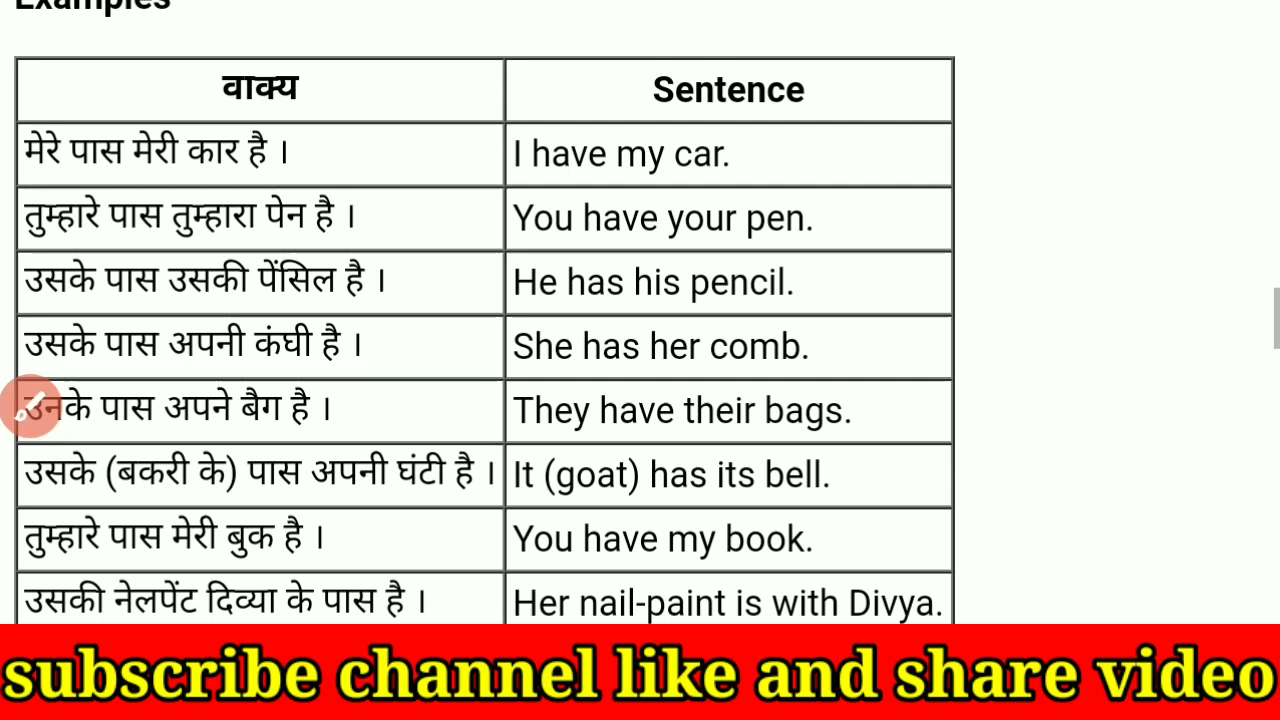 Examples
वाक्य Sentence
मेरे पास मेरी कार है । I have my car.
तुम्हारे पास तुम्हारा पेन है । You have your pen.
उसके पास उसकी पेंसिल है । He has his pencil.
उसके पास अपनी कंघी है । She has her comb.
उनके पास अपने बैग है । They have their bags.
उसके (बकरी के) पास अपनी घंटी है । It (goat) has its bell.
तुम्हारे पास मेरी बुक है । You have my book.
उसकी नेलपेंट दिव्या के पास है । Her nail-paint is with Divya.
subscribe channel like and share video